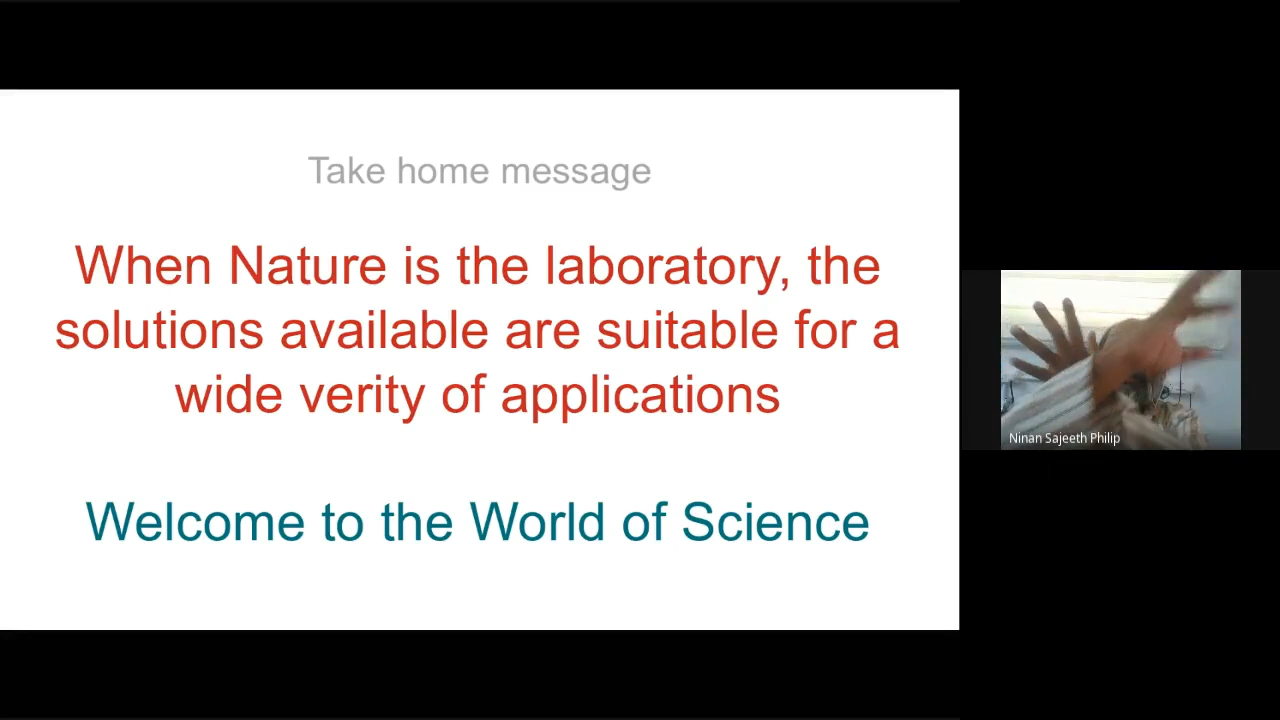 Take home message
When Nature is the laboratory, the
solutions available are suitable for a
wide verity of applications
Welcome to the World of Science
Ninan Sajeeth Philip